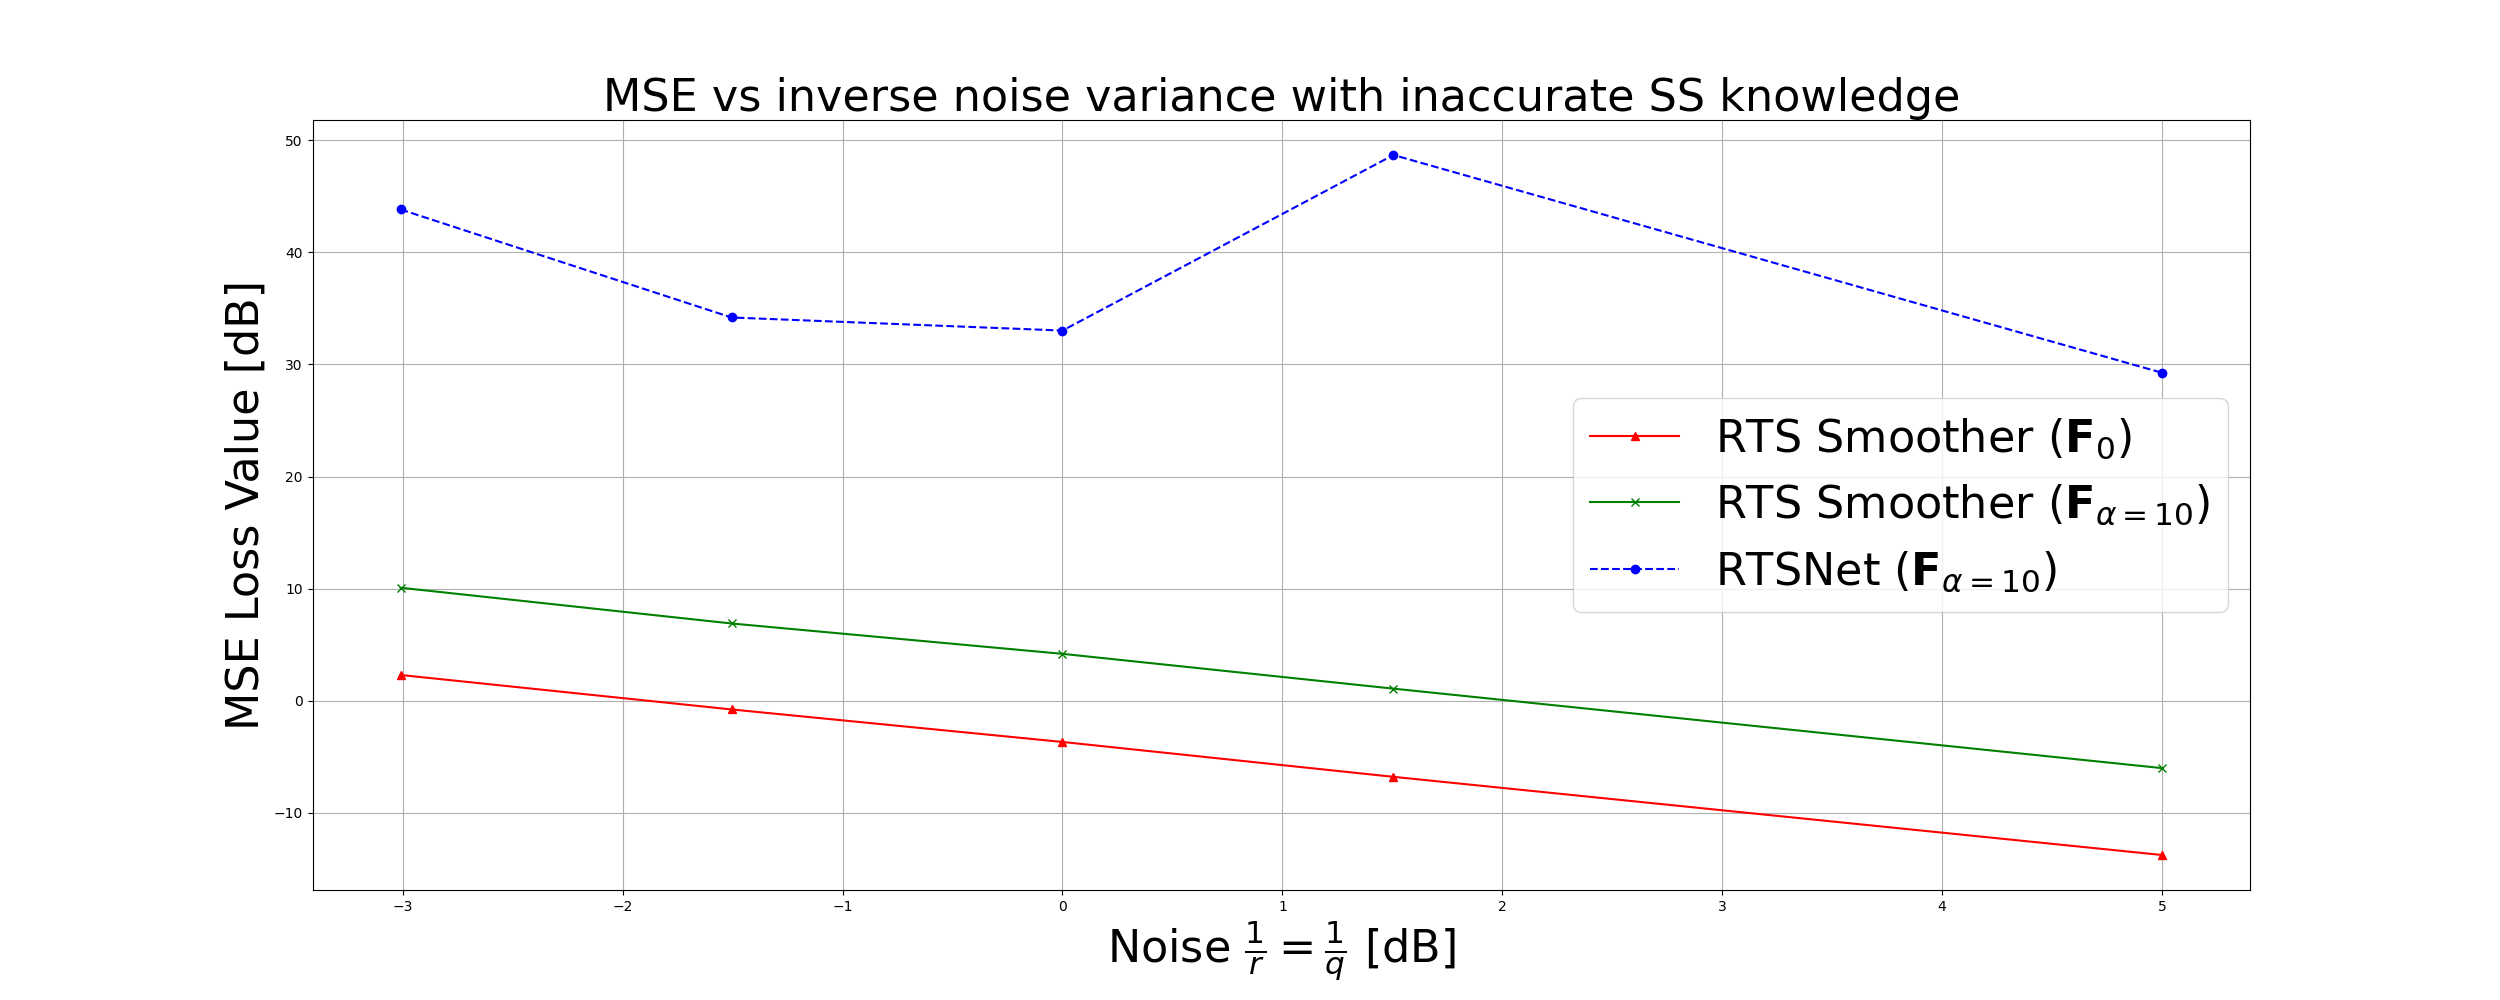 MSE vs inverse noise variance with inaccurate SS knowledge
MSE Loss Value [dB]
50
40
30
20
10
0
−10
RTS Smoother (F₀)
RTS Smoother (F_{α=10})
RTSNet (F_{α=10})
−3 −2 −1 0 1 2 3 4 5
Noise 1/r = 1/q [dB]